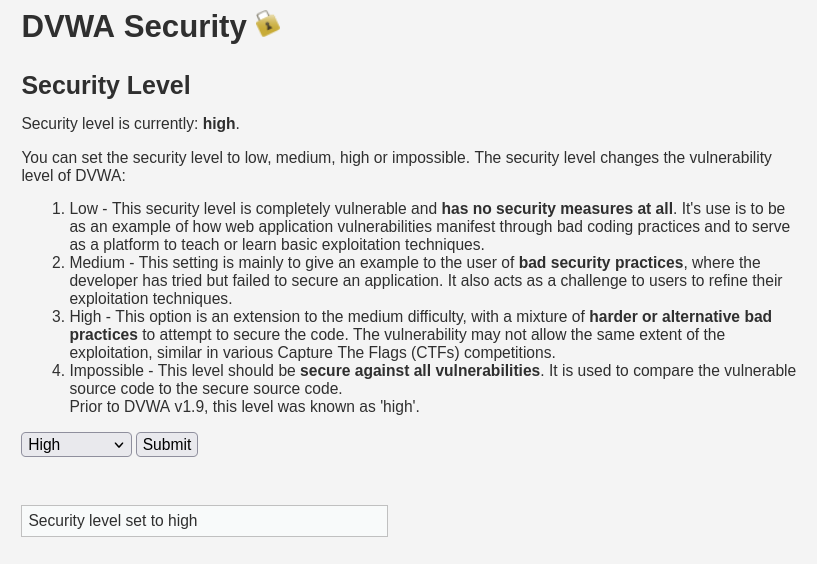 DVWA Security
Security Level
Security level is currently: high.
You can set the security level to low, medium, high or impossible. The security level changes the vulnerability
level of DVWA:
1. Low - This security level is completely vulnerable and has no security measures at all. It's use is to be
as an example of how web application vulnerabilities manifest through bad coding practices and to serve
as a platform to teach or learn basic exploitation techniques.
2. Medium - This setting is mainly to give an example to the user of bad security practices, where the
developer has tried but failed to secure an application. It also acts as a challenge to users to refine their
exploitation techniques.
3. High - This option is an extension to the medium difficulty, with a mixture of harder or alternative bad
practices to attempt to secure the code. The vulnerability may not allow the same extent of the
exploitation, similar in various Capture The Flags (CTFs) competitions.
4. Impossible - This level should be secure against all vulnerabilities. It is used to compare the vulnerable
source code to the secure source code.
Prior to DVWA v1.9, this level was known as 'high'.
High Submit
Security level set to high